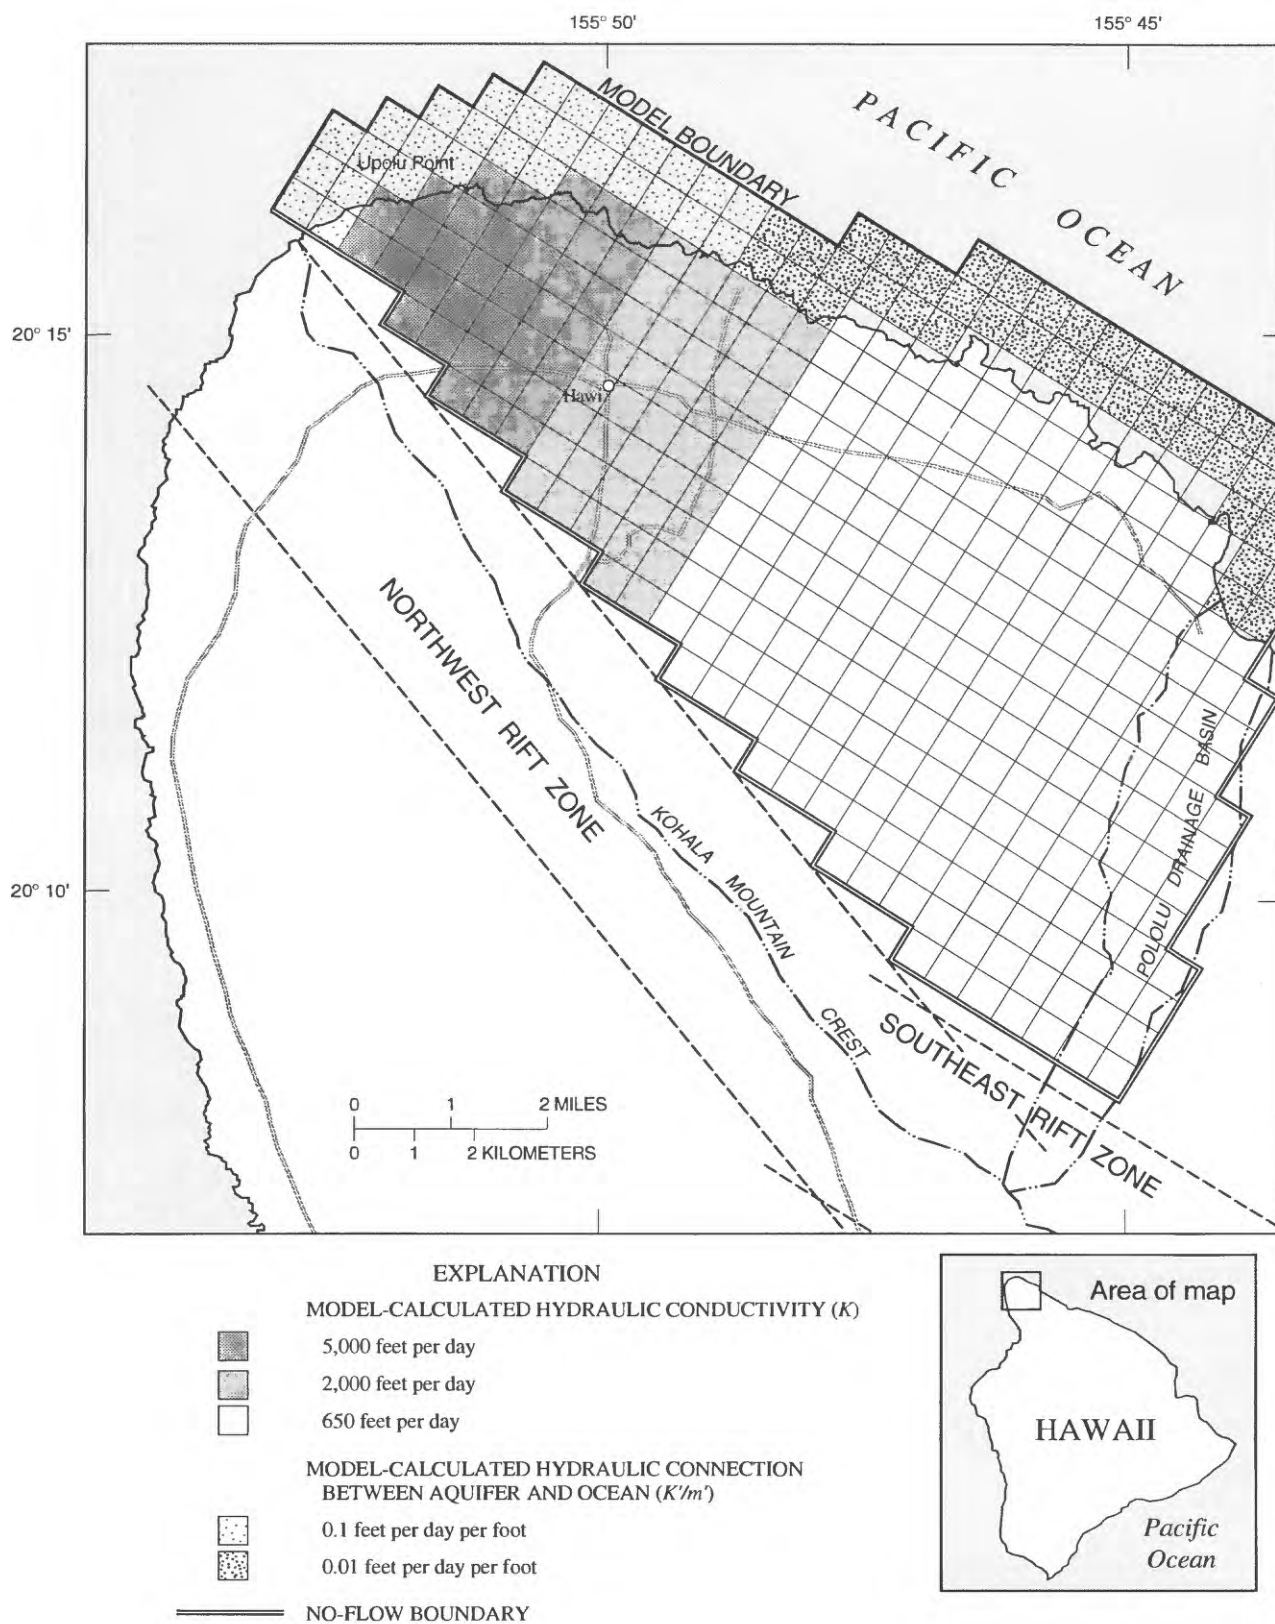 155° 50'
155° 45'
PACIFIC OCEAN
MODEL BOUNDARY
Upolu Point
20° 15'
Hawi
NORTHWEST RIFT ZONE
KOHALA MOUNTAIN CREST
POLOLU DRAINAGE BASIN
20° 10'
SOUTHEAST RIFT ZONE
0 1 2 MILES
0 1 2 KILOMETERS
EXPLANATION
MODEL-CALCULATED HYDRAULIC CONDUCTIVITY (K)
5,000 feet per day
2,000 feet per day
650 feet per day
MODEL-CALCULATED HYDRAULIC CONNECTION
BETWEEN AQUIFER AND OCEAN (K'/m')
0.1 feet per day per foot
0.01 feet per day per foot
NO-FLOW BOUNDARY
Area of map
HAWAII
Pacific
Ocean